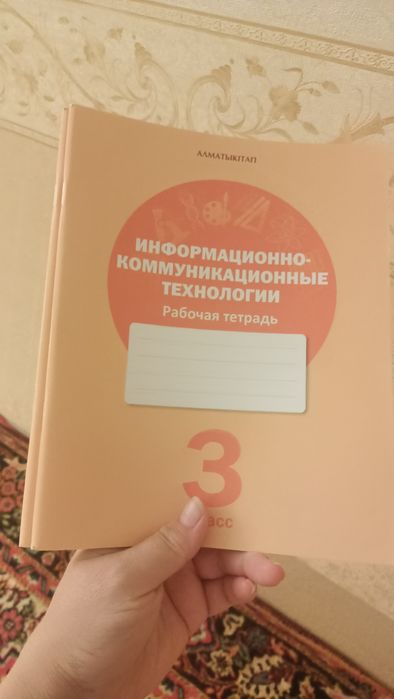 АЛМАТЫКІТАП
ИНФОРМАЦИОННО-
КОММУНИКАЦИОННЫЕ
ТЕХНОЛОГИИ
Рабочая тетрадь
3